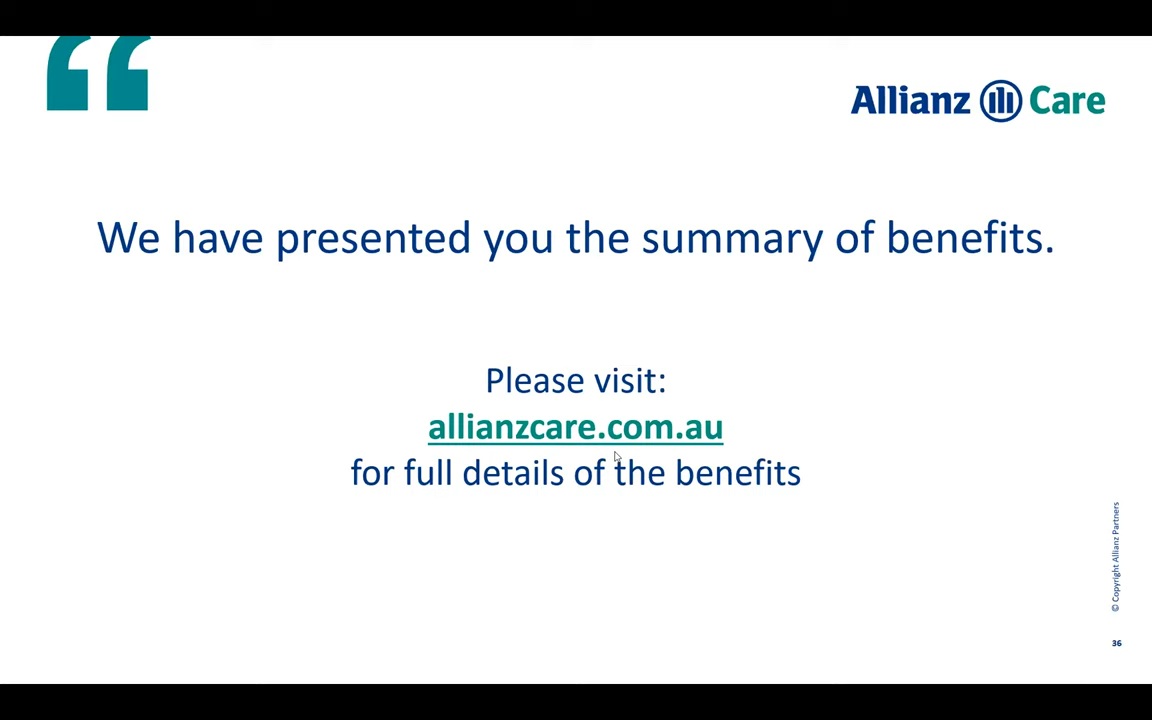 “
Allianz Care
We have presented you the summary of benefits.
Please visit:
allianzcare.com.au
for full details of the benefits
© Copyright Allianz Partners
36